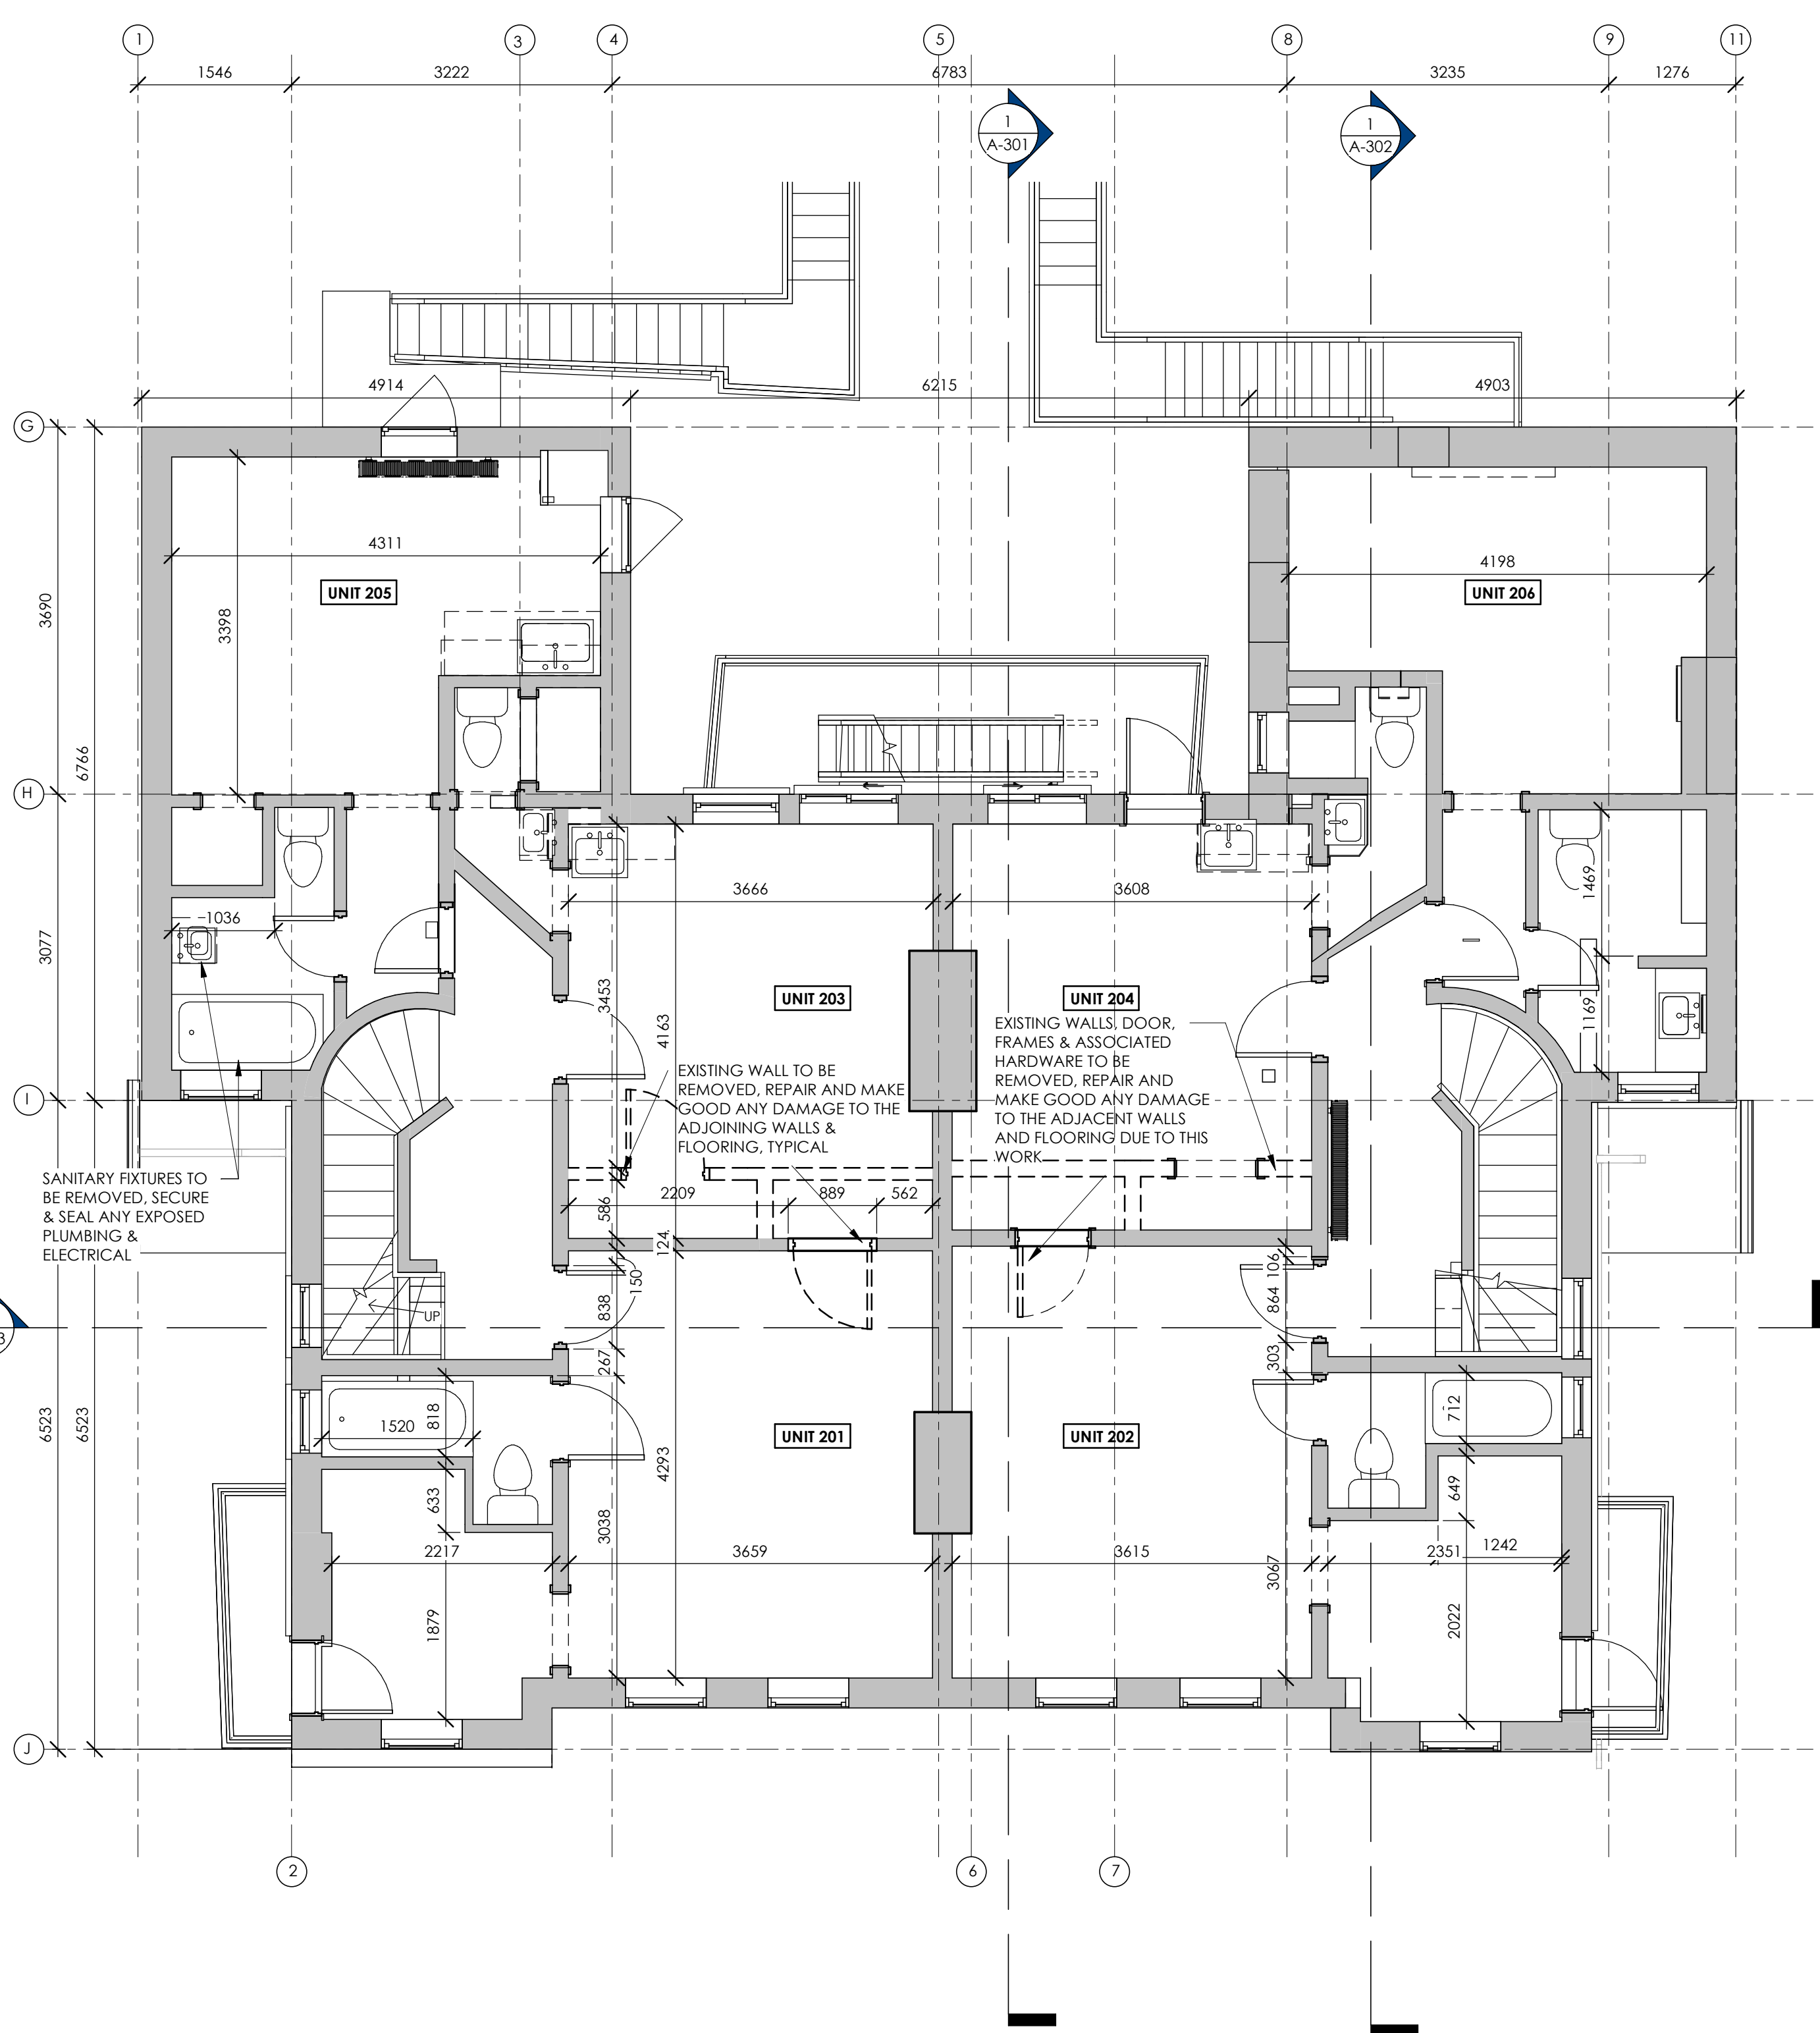 1
3
4
5
8
9
11
1546
3222
6783
3235
1276
1
A-301
1
A-302
4914
6215
4903
G
4311
4198
UNIT 205
UNIT 206
3690
3398
6766
H
3666
3608
1469
1036
3077
3453
4163
UNIT 203
UNIT 204
1169
EXISTING WALLS, DOOR,
FRAMES & ASSOCIATED
HARDWARE TO BE
REMOVED, REPAIR AND
MAKE GOOD ANY DAMAGE
TO THE ADJACENT WALLS
AND FLOORING DUE TO THIS
WORK
EXISTING WALL TO BE
REMOVED, REPAIR AND MAKE
GOOD ANY DAMAGE TO THE
ADJOINING WALLS &
FLOORING, TYPICAL
I
SANITARY FIXTURES TO
BE REMOVED, SECURE
& SEAL ANY EXPOSED
PLUMBING &
ELECTRICAL
2209
889
562
586
124
150
838
267
106
864
303
UP
3
6523
6523
1520
818
712
UNIT 201
UNIT 202
4293
633
649
3038
3067
2217
3659
3615
2351
1242
1879
2022
J
2
6
7